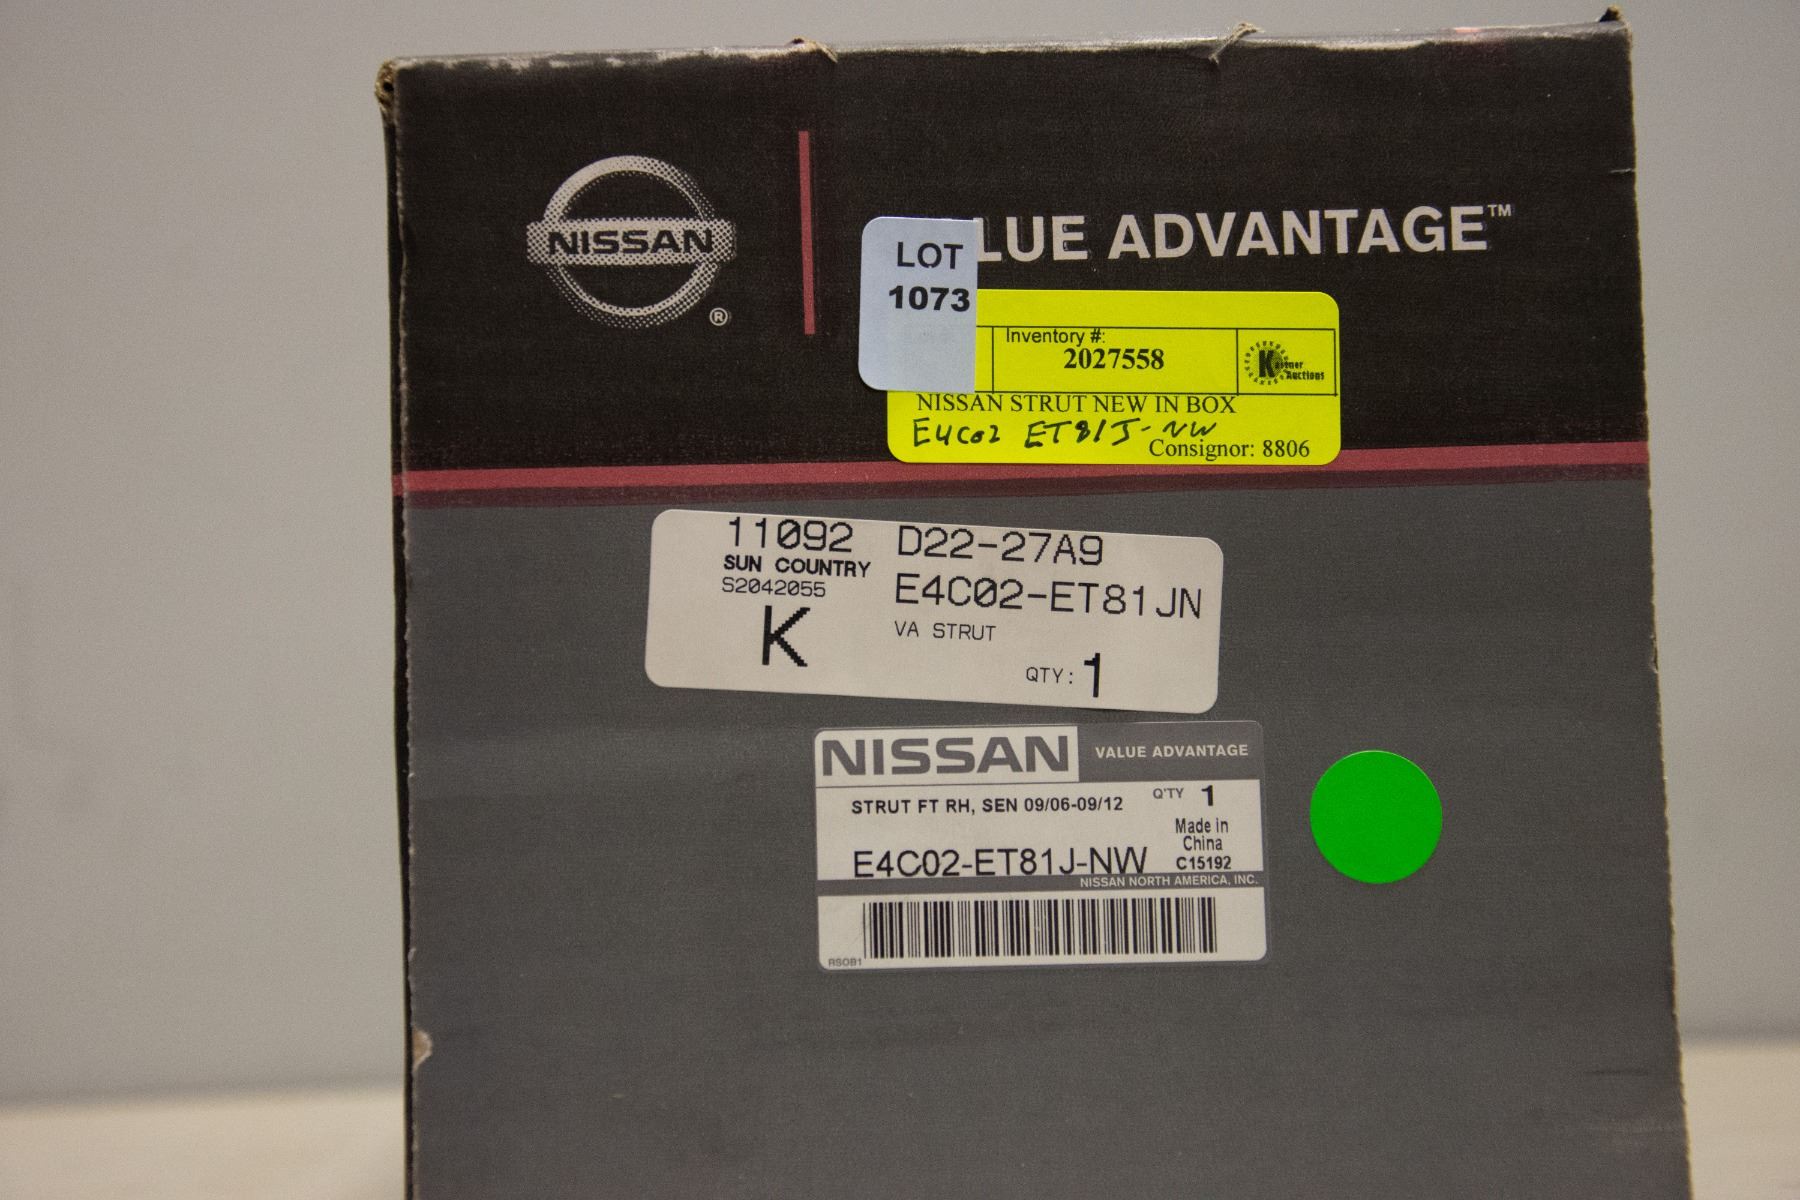 NISSAN
®
LUE ADVANTAGE™
LOT
1073
Inventory #:
2027558
Kastner
Auctions
NISSAN STRUT NEW IN BOX
E4C02 ET81J-NW
Consignor: 8806
11092 D22-27A9
SUN COUNTRY
S2042055
E4C02-ET81JN
K
VA STRUT
QTY: 1
NISSAN VALUE ADVANTAGE
STRUT FT RH, SEN 09/06-09/12
Q'TY 1
Made in
China
E4C02-ET81J-NW C15192
NISSAN NORTH AMERICA, INC.
RSOB1